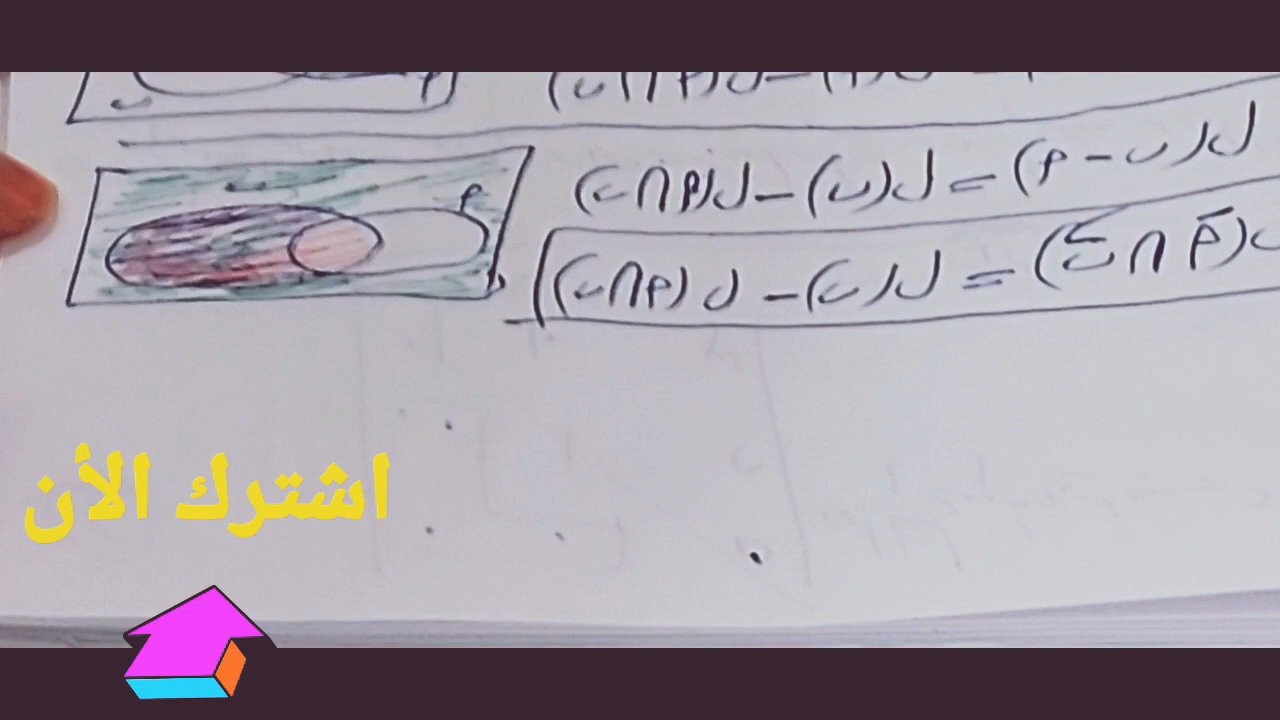 ل(ب - أ) = ل(ب) - ل(أ ∩ ب)
ب أ
(أ̄ ∩ ب) = ل(ب) - ل(أ ∩ ب)
اشترك الأن